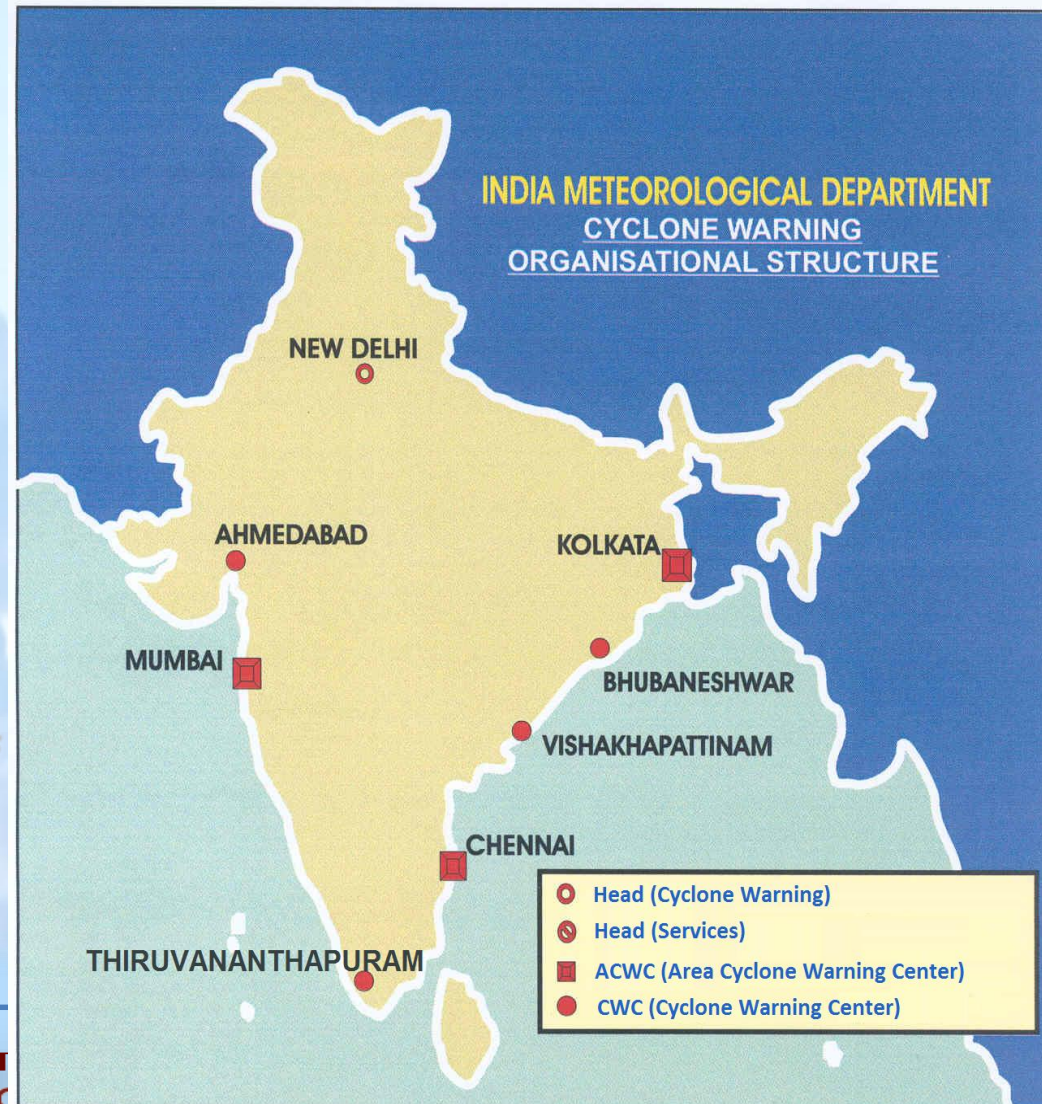 INDIA METEOROLOGICAL DEPARTMENT
CYCLONE WARNING
ORGANISATIONAL STRUCTURE
NEW DELHI
AHMEDABAD
KOLKATA
MUMBAI
BHUBANESHWAR
VISHAKHAPATTINAM
CHENNAI
THIRUVANANTHAPURAM
Head (Cyclone Warning)
Head (Services)
ACWC (Area Cyclone Warning Center)
CWC (Cyclone Warning Center)